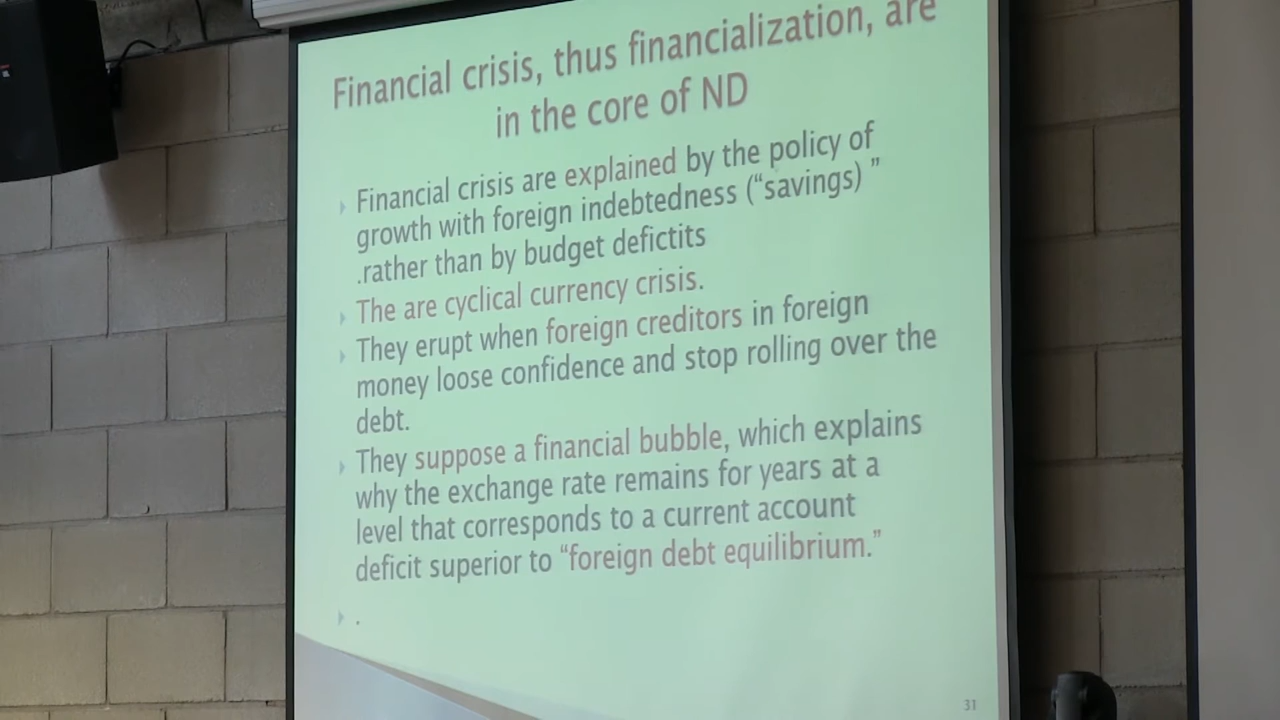 Financial crisis, thus financialization, are
in the core of ND
Financial crisis are explained by the policy of
growth with foreign indebtedness (“savings) ”
.rather than by budget defictits
The are cyclical currency crisis.
They erupt when foreign creditors in foreign
money loose confidence and stop rolling over the
debt.
They suppose a financial bubble, which explains
why the exchange rate remains for years at a
level that corresponds to a current account
deficit superior to “foreign debt equilibrium.”
.
31